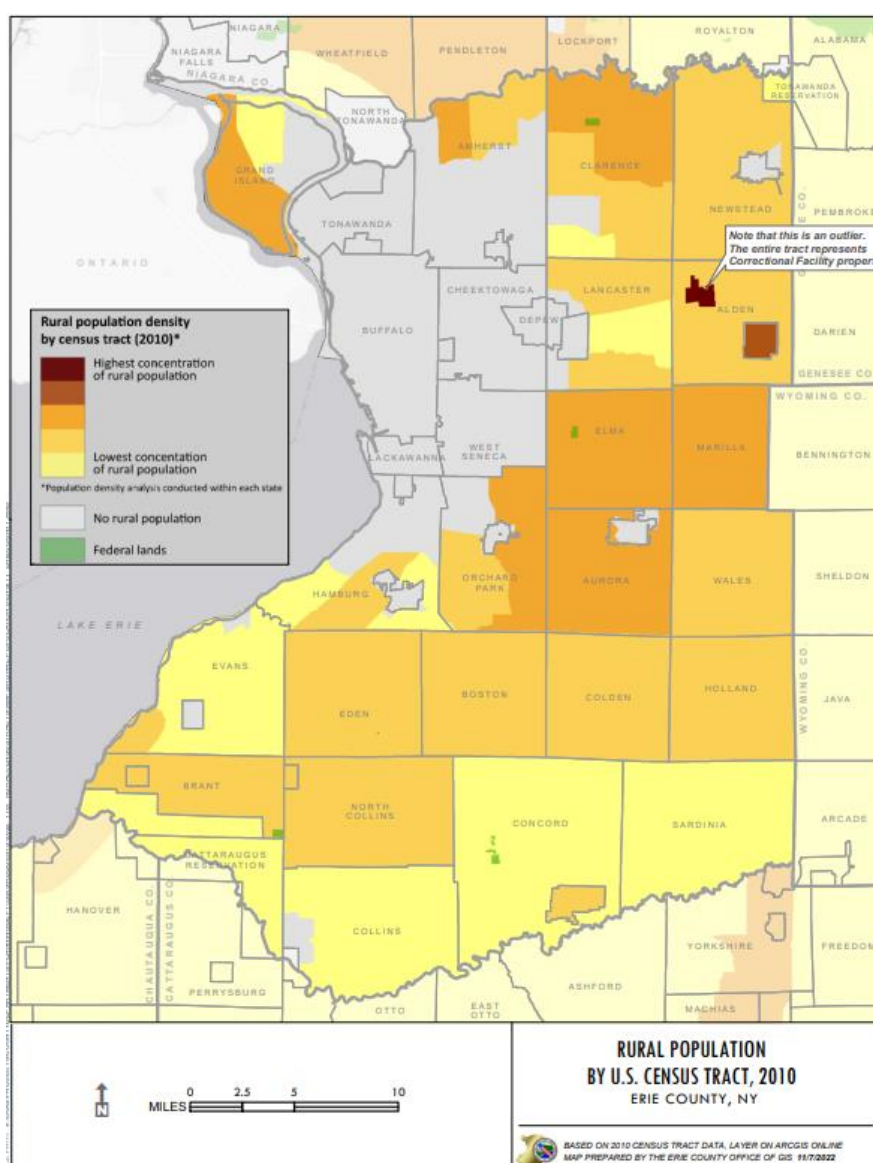 NIAGARA
NIAGARA
FALLS
NIAGARA CO.
WHEATFIELD
PENDLETON
LOCKPORT
ROYALTON
ALABAMA
TONAWANDA
RESERVATION
NORTH
TONAWANDA
AMHERST
CLARENCE
GRAND
ISLAND
TONAWANDA
NEWSTEAD
CO.
PEMBROKE
Note that this is an outlier.
The entire tract represents
Correctional Facility
ONTARIO
CHEEKTOWAGA
LANCASTER
ALDEN
DEPEW
BUFFALO
DARIEN
GENESEE CO.
WYOMING CO.
Rural population density
by census tract (2010)*
Highest concentration
of rural population
Lowest concentation
of rural population
*Population density analysis conducted within each state
No rural population
Federal lands
ELMA
MARILLA
WEST
SENECA
LACKAWANNA
BENNINGTON
ORCHARD
PARK
AURORA
WALES
SHELDON
HAMBURG
LAKE ERIE
EVANS
EDEN
BOSTON
COLDEN
HOLLAND
WYOMING CO.
JAVA
BRANT
NORTH
COLLINS
CONCORD
SARDINIA
ARCADE
CATTARAUGUS
RESERVATION
COLLINS
HANOVER
CHAUTAUQUA CO.
CATTARAUGUS CO.
PERRYSBURG
YORKSHIRE
FREEDOM
ASHFORD
OTTO
EAST
OTTO
MACHIAS
N
MILES
0 2.5 5 10
RURAL POPULATION
BY U.S. CENSUS TRACT, 2010
ERIE COUNTY, NY
BASED ON 2010 CENSUS TRACT DATA, LAYER ON ARCGIS ONLINE
MAP PREPARED BY THE ERIE COUNTY OFFICE OF GIS 11/7/2022